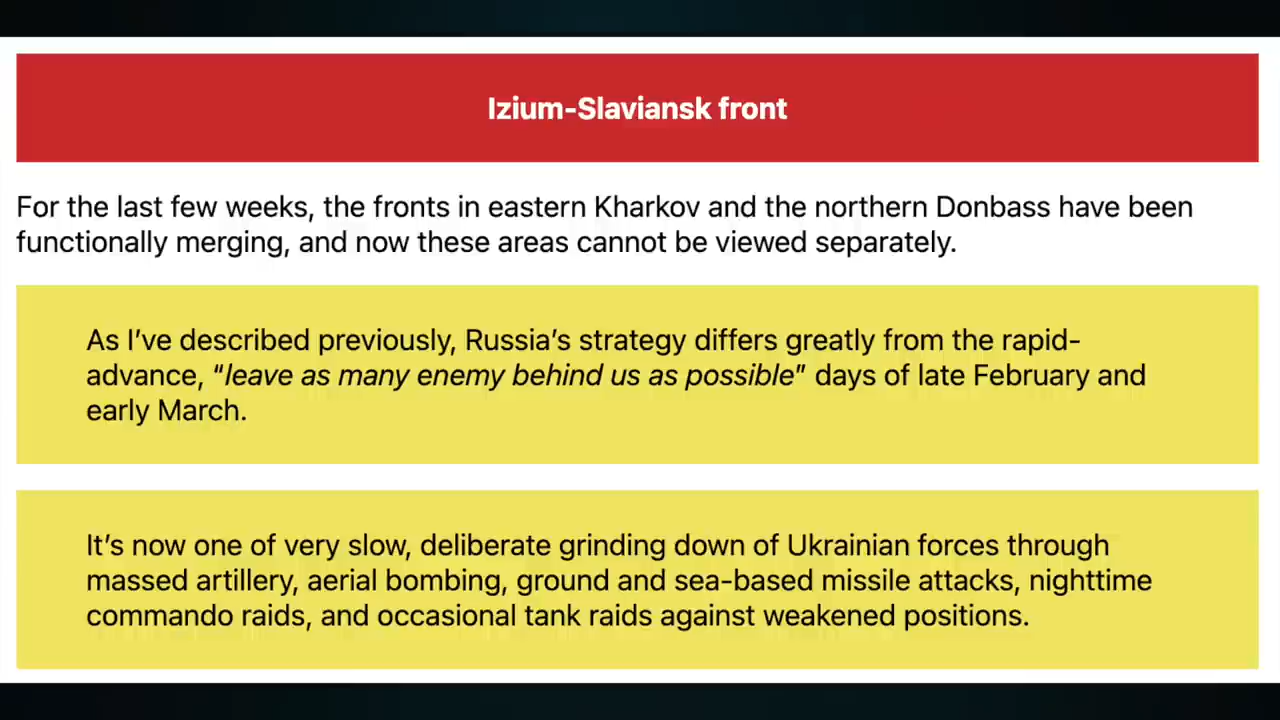 Izium-Slaviansk front
For the last few weeks, the fronts in eastern Kharkov and the northern Donbass have been
functionally merging, and now these areas cannot be viewed separately.
As I’ve described previously, Russia’s strategy differs greatly from the rapid-
advance, “leave as many enemy behind us as possible” days of late February and
early March.
It’s now one of very slow, deliberate grinding down of Ukrainian forces through
massed artillery, aerial bombing, ground and sea-based missile attacks, nighttime
commando raids, and occasional tank raids against weakened positions.